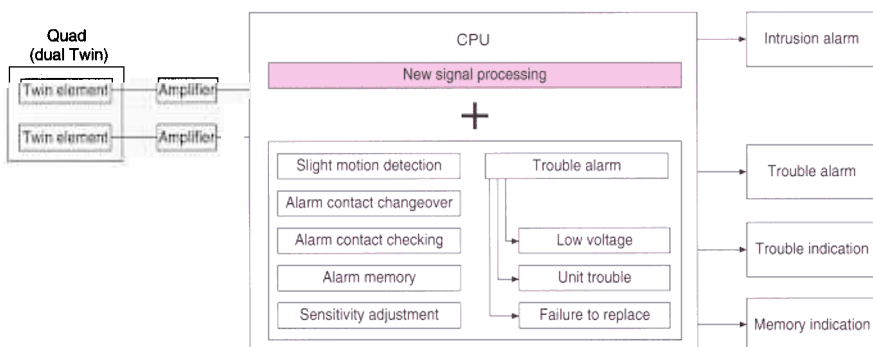 Quad
(dual Twin)
Twin element
Amplifier
Twin element
Amplifier
CPU
New signal processing
+
Slight motion detection
Alarm contact changeover
Alarm contact checking
Alarm memory
Sensitivity adjustment
Trouble alarm
Low voltage
Unit trouble
Failure to replace
Intrusion alarm
Trouble alarm
Trouble indication
Memory indication